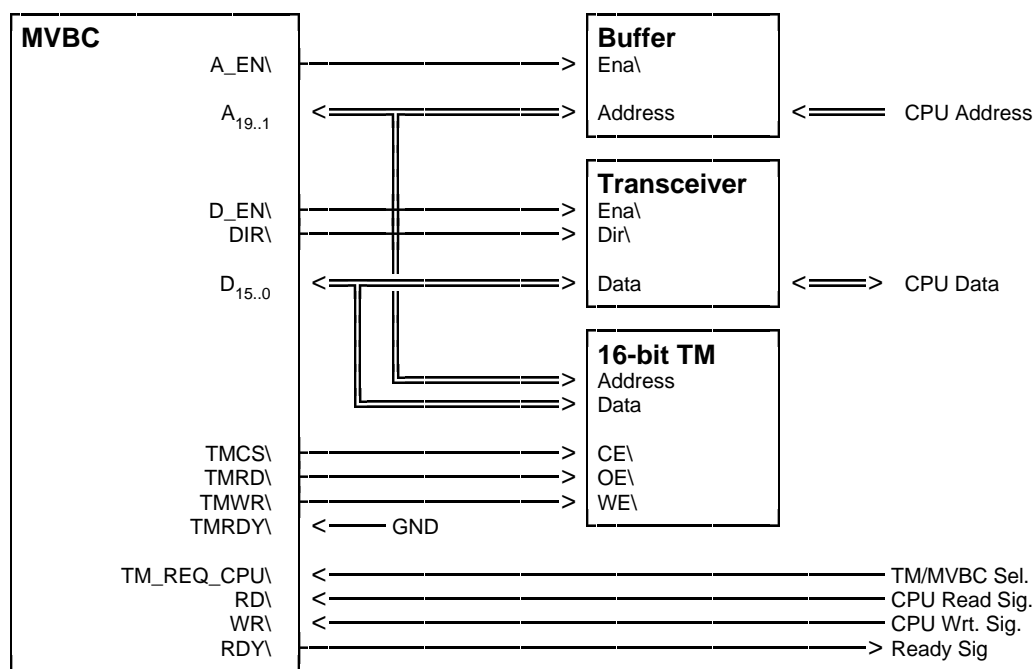 MVBC
Buffer
A_EN\ Ena\
A19..1 Address CPU Address
Transceiver
D_EN\ Ena\
DIR\ Dir\
D15..0 Data CPU Data
16-bit TM
Address
Data
TMCS\ CE\
TMRD\ OE\
TMWR\ WE\
TMRDY\ GND
TM_REQ_CPU\ TM/MVBC Sel.
RD\ CPU Read Sig.
WR\ CPU Wrt. Sig.
RDY\ Ready Sig